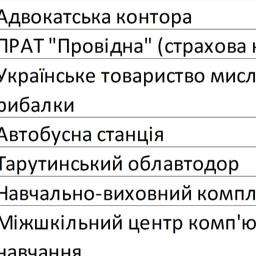 Адвокатська контора
ПРАТ "Провідна" (страхова
Українське товариство мисл
рибалки
Автобусна станція
Тарутинський облавтодор
Навчально-виховний компл
Міжшкільний центр комп'ю
навчання